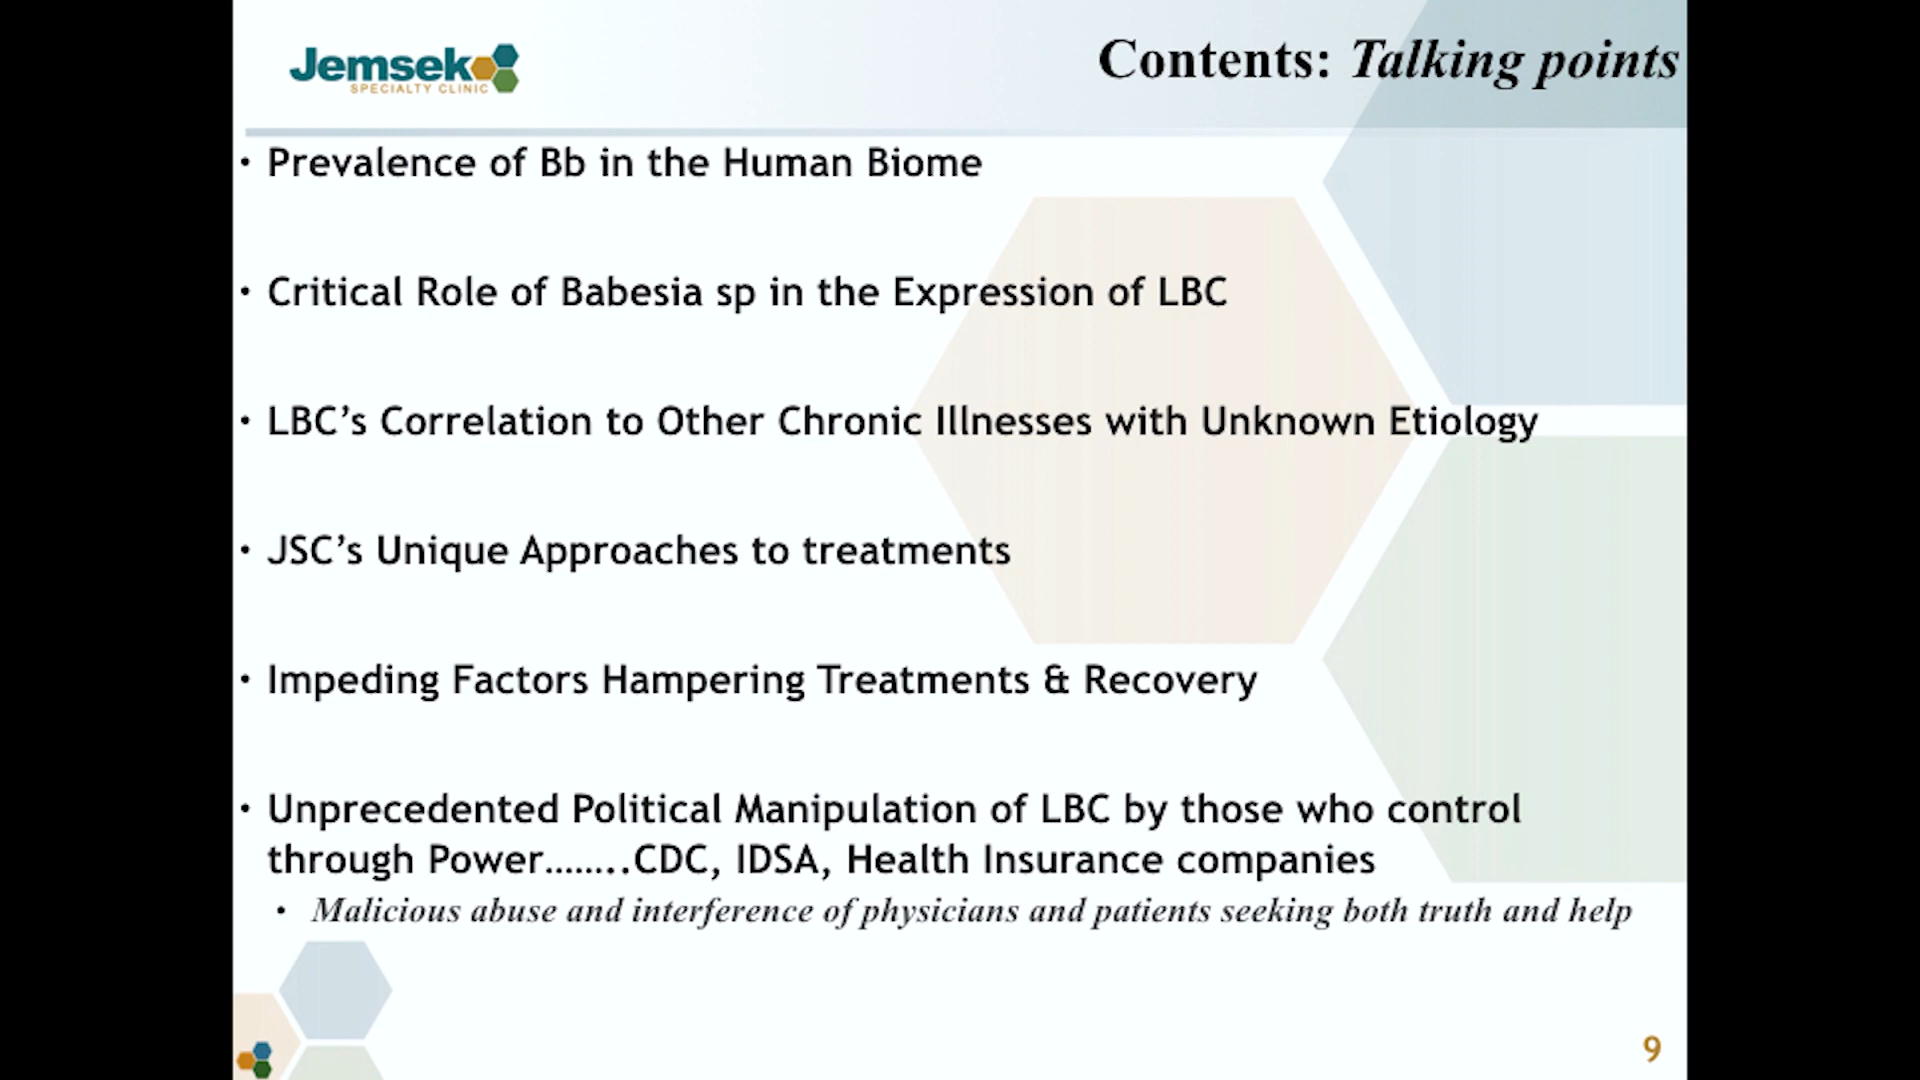 Jemsek
SPECIALTY CLINIC
Contents: Talking points
• Prevalence of Bb in the Human Biome
• Critical Role of Babesia sp in the Expression of LBC
• LBC’s Correlation to Other Chronic Illnesses with Unknown Etiology
• JSC’s Unique Approaches to treatments
• Impeding Factors Hampering Treatments & Recovery
• Unprecedented Political Manipulation of LBC by those who control
through Power……..CDC, IDSA, Health Insurance companies
• Malicious abuse and interference of physicians and patients seeking both truth and help
9